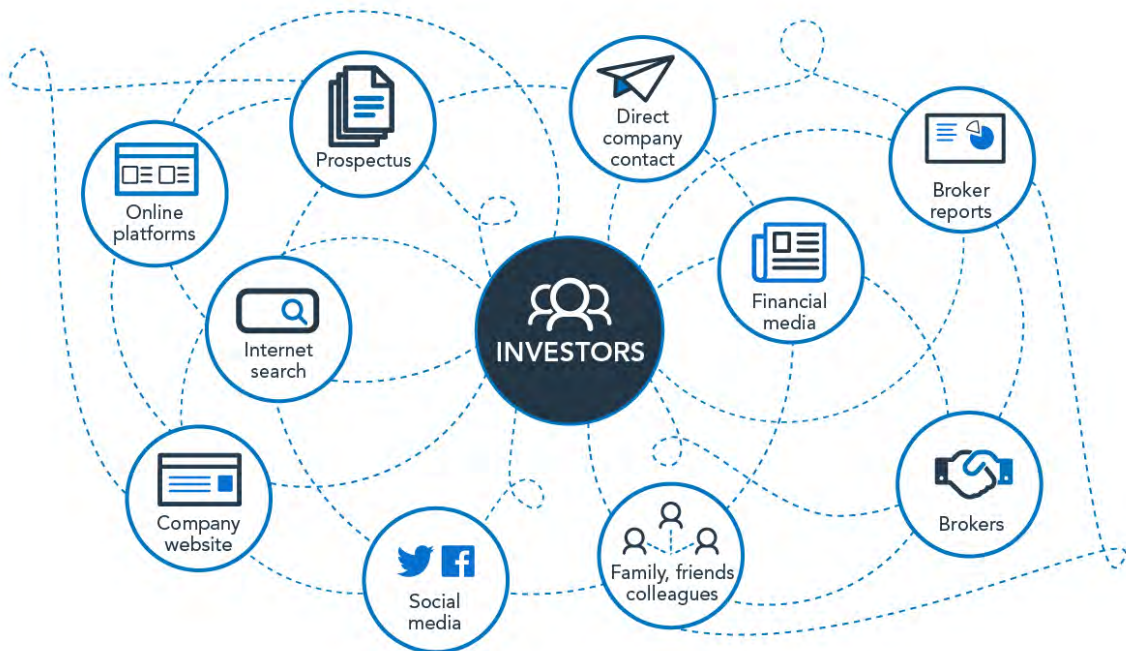 Prospectus
Direct
company
contact
Broker
reports
Online
platforms
Financial
media
Internet
search
INVESTORS
Company
website
Brokers
Social
media
Family, friends
colleagues